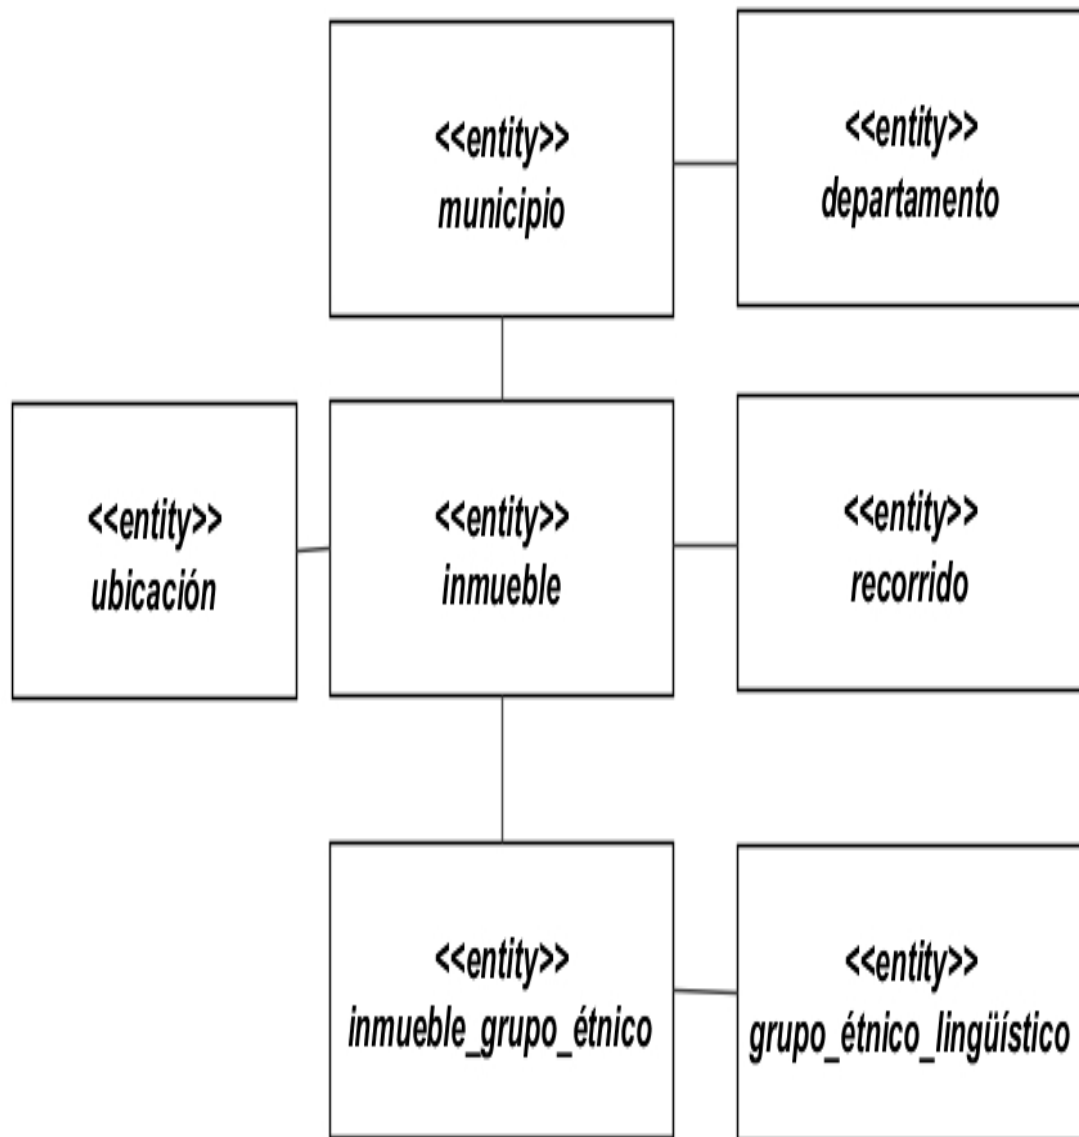 <<entity>>
municipio
<<entity>>
departamento
<<entity>>
ubicación
<<entity>>
inmueble
<<entity>>
recorrido
<<entity>>
inmueble_grupo_étnico
<<entity>>
grupo_étnico_lingüístico